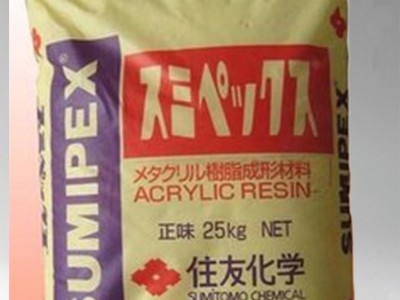 SUMIPEX®
スミペックス
メタクリル樹脂成形材料
ACRYLIC RESIN
正味 25kg NET
住友化学
SUMITOMO CHEMICAL
SUMIPEX